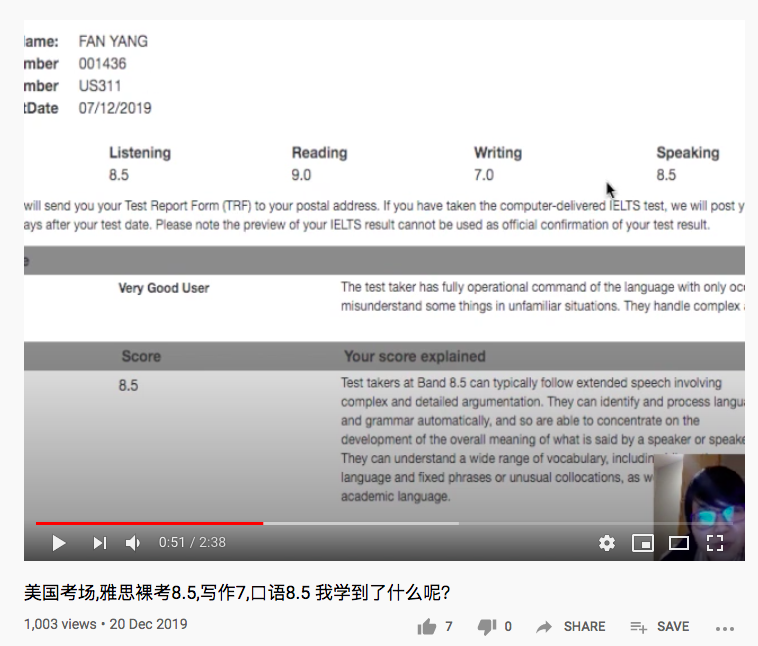 ame: FAN YANG
mber 001436
mber US311
tDate 07/12/2019
Listening Reading Writing Speaking
8.5 9.0 7.0 8.5
will send you your Test Report Form (TRF) to your postal address. If you have taken the computer-delivered IELTS test, we will post y
ays after your test date. Please note the preview of your IELTS result cannot be used as official confirmation of your test result.
e
Very Good User The test taker has fully operational command of the language with only occ
misunderstand some things in unfamiliar situations. They handle complex a
Score Your score explained
8.5 Test takers at Band 8.5 can typically follow extended speech involving
complex and detailed argumentation. They can identify and process langua
and grammar automatically, and so are able to concentrate on the
development of the overall meaning of what is said by a speaker or speake
They can understand a wide range of vocabulary, includin
language and fixed phrases or unusual collocations, as w
academic language.
0:51 / 2:38
美国考场,雅思裸考8.5,写作7,口语8.5 我学到了什么呢?
1,003 views • 20 Dec 2019 7 0 SHARE SAVE